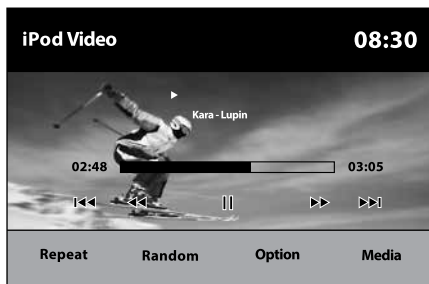 iPod Video 08:30
Kara - Lupin
02:48 03:05
Repeat Random Option Media